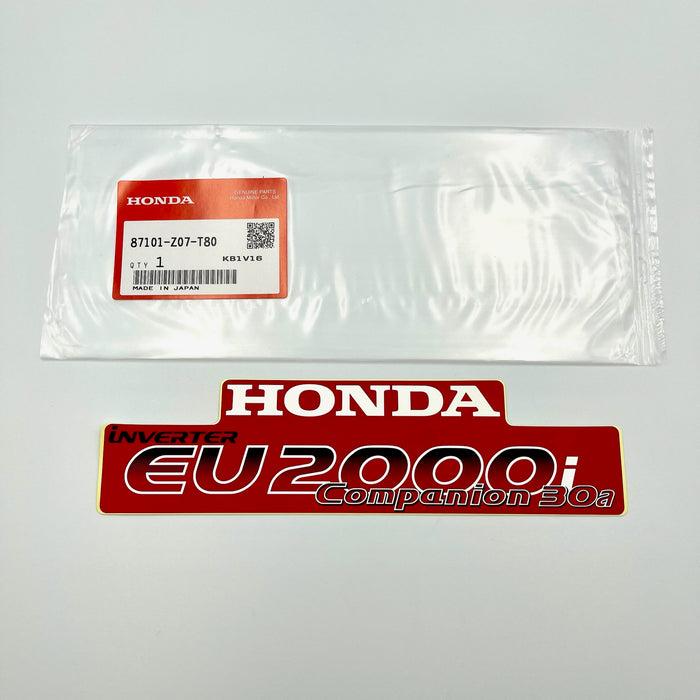 HONDA
GENUINE PARTS
Honda Motor Co., Ltd.
87101-Z07-T80
QTY 1
KB1V16
MADE IN JAPAN
HONDA
INVERTER
EU2000i
Companion 30a